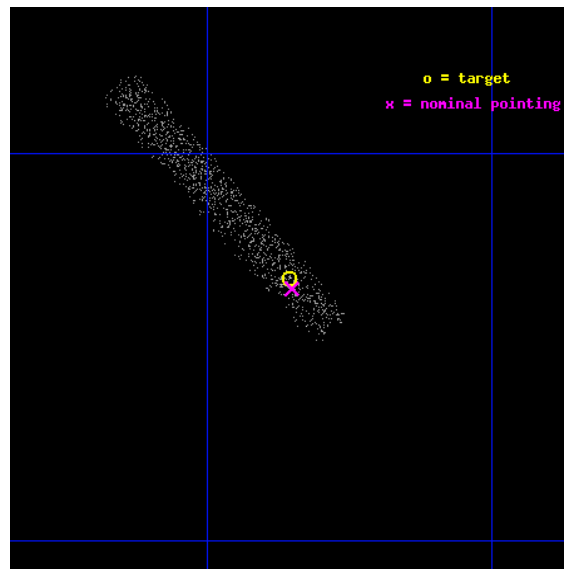 o = target
x = nominal pointing